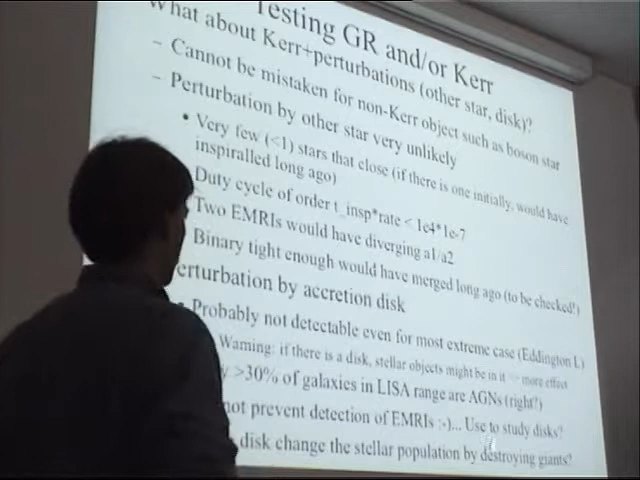 Testing GR and/or Kerr
What about Kerr+perturbations (other star, disk)?
– Cannot be mistaken for non-Kerr object such as boson star
– Perturbation by other star very unlikely
• Very few (<1) stars that close (if there is one initially, would have
inspiralled long ago)
Duty cycle of order t_insp*rate < 1e4*1e-7
Two EMRIs would have diverging a1/a2
Binary tight enough would have merged long ago (to be checked!)
erturbation by accretion disk
Probably not detectable even for most extreme case (Eddington L)
Warning: if there is a disk, stellar objects might be in it more effect
y >30% of galaxies in LISA range are AGNs (right?)
not prevent detection of EMRIs :-)... Use to study disks?
disk change the stellar population by destroying giants?